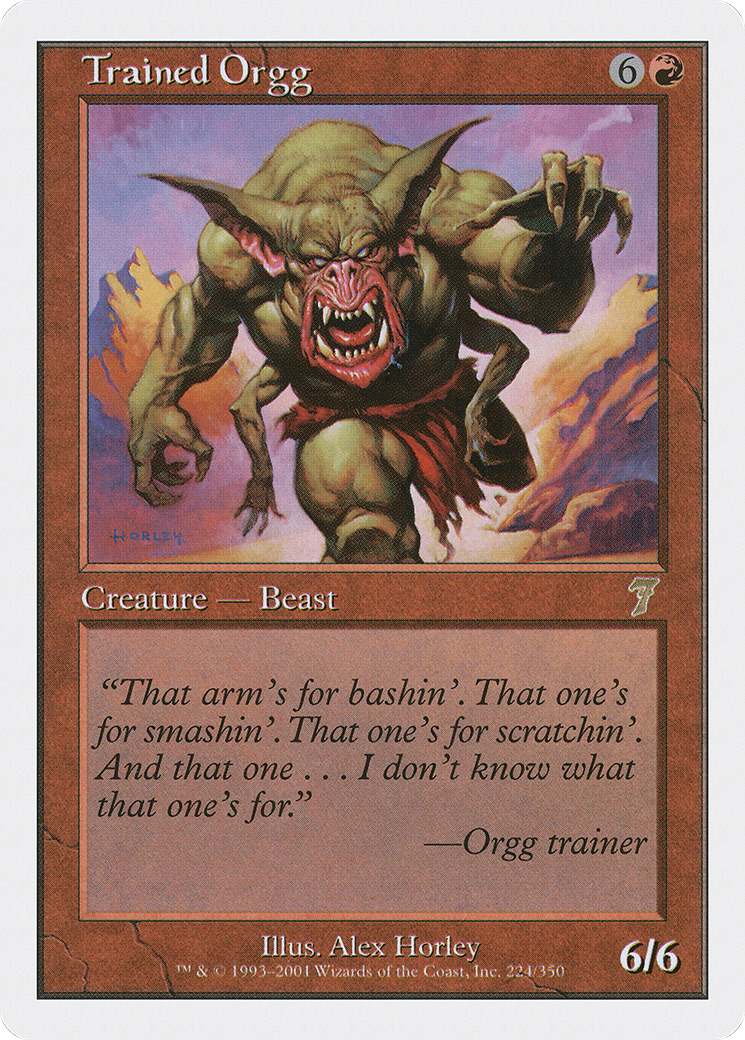 Trained Orgg
6
HORLEY
Creature — Beast
7
“That arm’s for bashin’. That one’s
for smashin’. That one’s for scratchin’.
And that one . . . I don’t know what
that one’s for.”
—Orgg trainer
Illus. Alex Horley
™ & © 1993–2001 Wizards of the Coast, Inc. 224/350
6/6